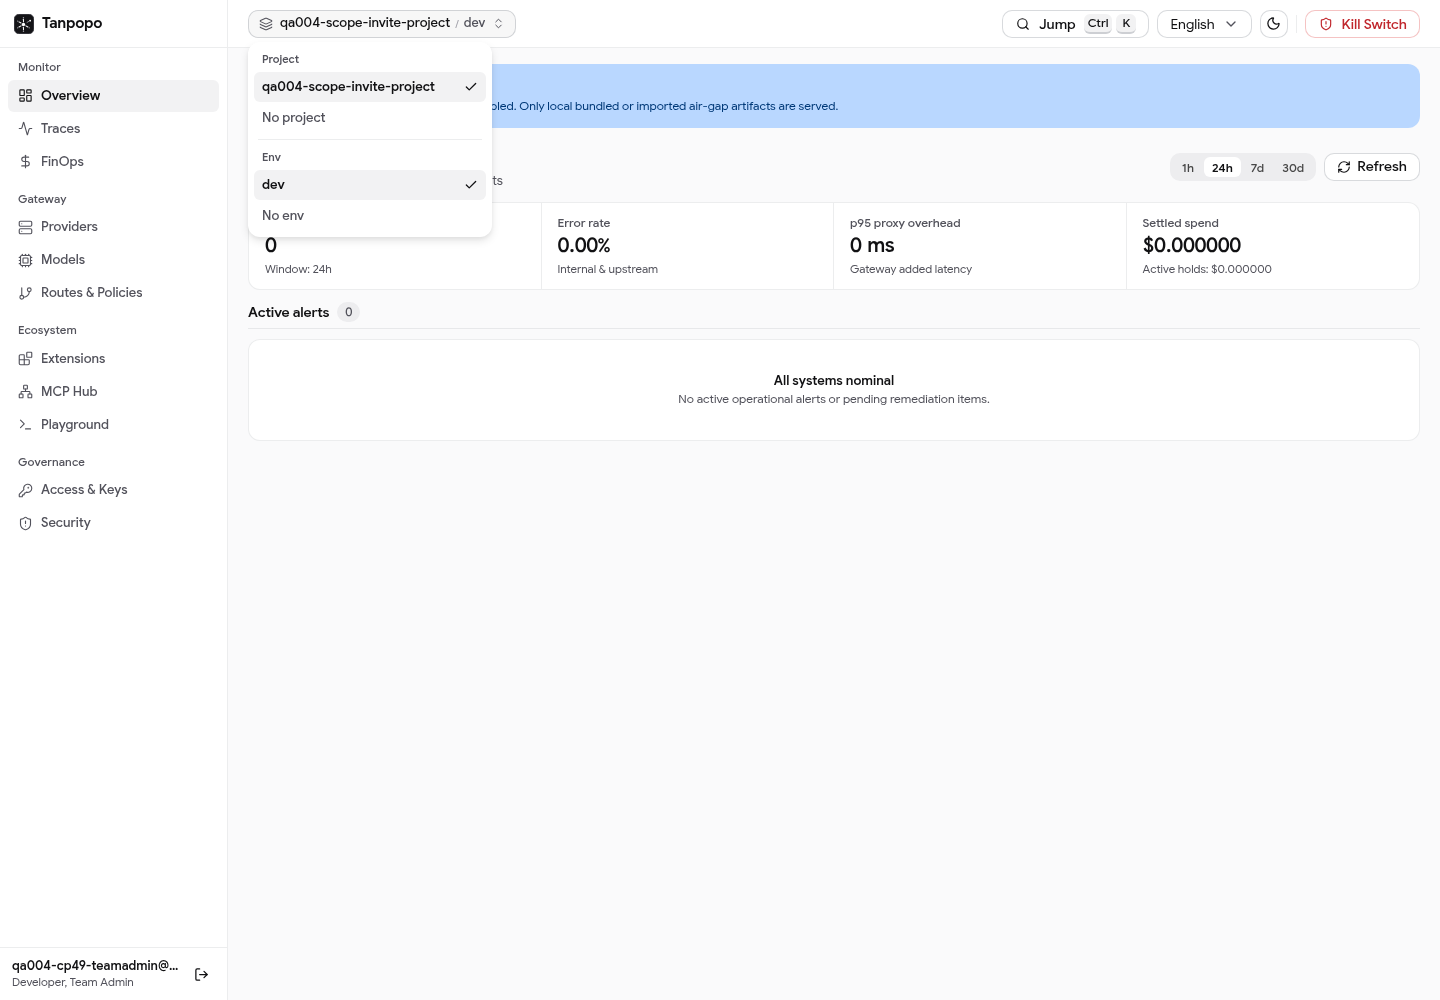 Tanpopo
qa004-scope-invite-project / dev
Jump Ctrl K
English
Kill Switch
Monitor
Overview
Traces
FinOps
Gateway
Providers
Models
Routes & Policies
Ecosystem
Extensions
MCP Hub
Playground
Governance
Access & Keys
Security
qa004-cp49-teamadmin@...
Developer, Team Admin
Project
qa004-scope-invite-project
No project
Env
dev
No env
Only local bundled or imported air-gap artifacts are served.
1h 24h 7d 30d
Refresh
0
Window: 24h
Error rate
0.00%
Internal & upstream
p95 proxy overhead
0 ms
Gateway added latency
Settled spend
$0.000000
Active holds: $0.000000
Active alerts 0
All systems nominal
No active operational alerts or pending remediation items.